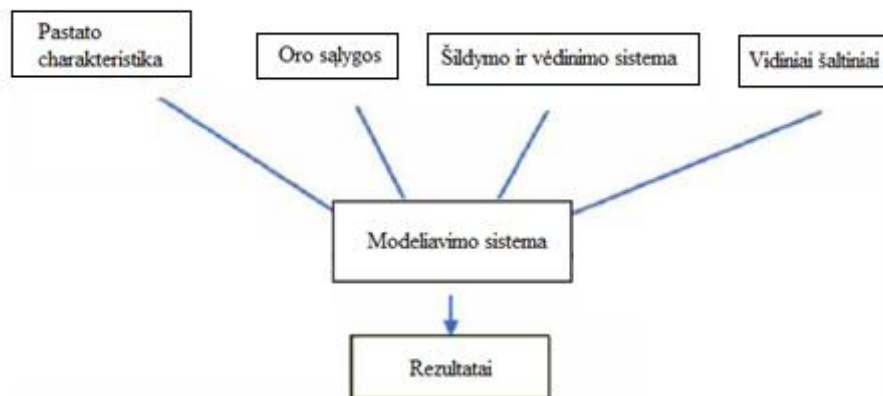 Pastato
charakteristika
Oro sąlygos
Šildymo ir vėdinimo sistema
Vidiniai šaltiniai
Modeliavimo sistema
Rezultatai